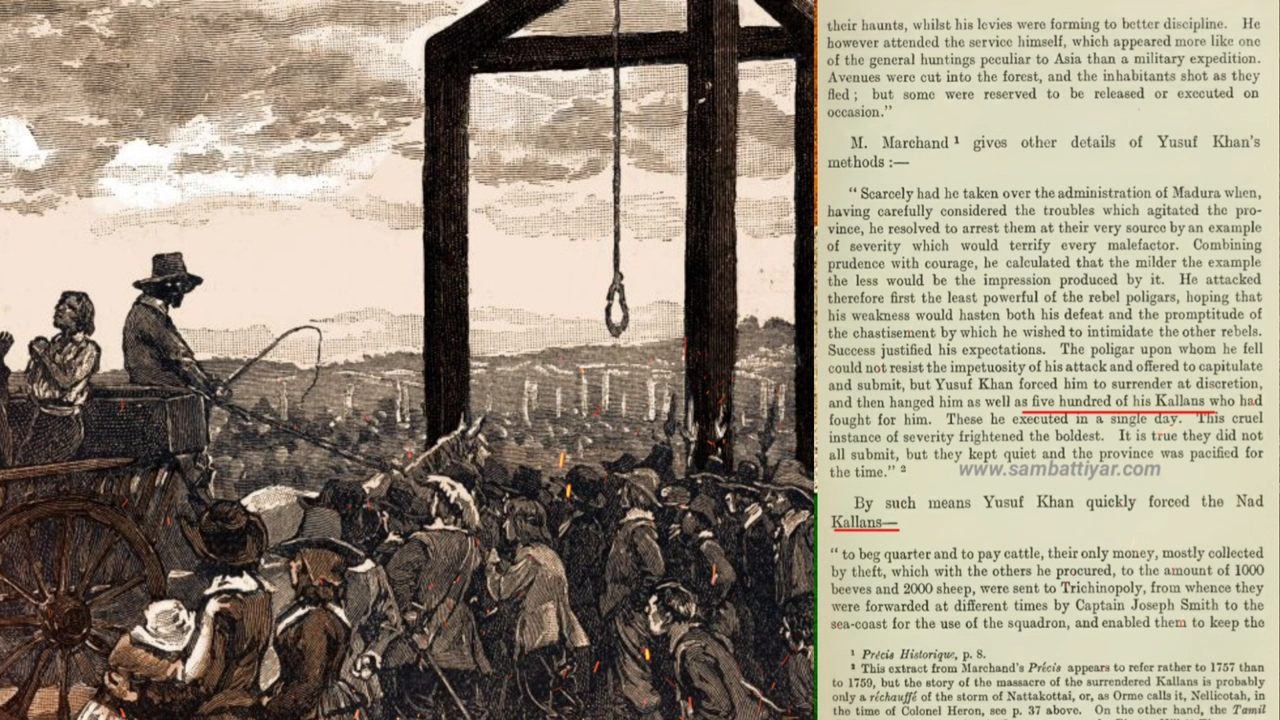 their haunts, whilst his levies were forming to better discipline. He
however attended the service himself, which appeared more like one
of the general huntings peculiar to Asia than a military expedition.
Avenues were cut into the forest, and the inhabitants shot as they
fled; but some were reserved to be released or executed on
occasion.”
M. Marchand ¹ gives other details of Yusuf Khan's
methods :—
“ Scarcely had he taken over the administration of Madura when,
having carefully considered the troubles which agitated the pro-
vince, he resolved to arrest them at their very source by an example
of severity which would terrify every malefactor. Combining
prudence with courage, he calculated that the milder the example
the less would be the impression produced by it. He attacked
therefore first the least powerful of the rebel poligars, hoping that
his weakness would hasten both his defeat and the promptitude of
the chastisement by which he wished to intimidate the other rebels.
Success justified his expectations. The poligar upon whom he fell
could not resist the impetuosity of his attack and offered to capitulate
and submit, but Yusuf Khan forced him to surrender at discretion,
and then hanged him as well as five hundred of his Kallans who had
fought for him. These he executed in a single day. This cruel
instance of severity frightened the boldest. It is true they did not
all submit, but they kept quiet and the province was pacified for
the time.” ²
www.sambattiyar.com
By such means Yusuf Khan quickly forced the Nad
Kallans—
“ to beg quarter and to pay cattle, their only money, mostly collected
by theft, which with the others he procured, to the amount of 1000
beeves and 2000 sheep, were sent to Trichinopoly, from whence they
were forwarded at different times by Captain Joseph Smith to the
sea-coast for the use of the squadron, and enabled them to keep the
¹ Précis Historique, p. 8.
² This extract from Marchand's Précis appears to refer rather to 1757 than
to 1759, but the story of the massacre of the surrendered Kallans is probably
only a réchauffé of the storm of Nattakottai, or, as Orme calls it, Nellicotah, in
the time of Colonel Heron, see p. 37 above. On the other hand, the Tamil